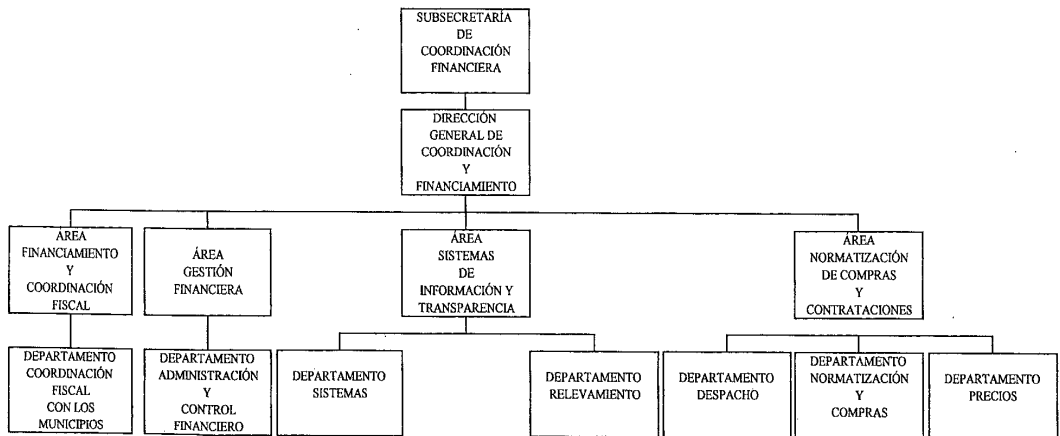 SUBSECRETARÍA
DE
COORDINACIÓN
FINANCIERA
DIRECCIÓN
GENERAL DE
COORDINACIÓN
Y
FINANCIAMIENTO
ÁREA
FINANCIAMIENTO
Y
COORDINACIÓN
FISCAL
ÁREA
GESTIÓN
FINANCIERA
ÁREA
SISTEMAS
DE
INFORMACIÓN Y
TRANSPARENCIA
ÁREA
NORMATIZACIÓN
DE COMPRAS
Y
CONTRATACIONES
DEPARTAMENTO
COORDINACIÓN
FISCAL
CON LOS
MUNICIPIOS
DEPARTAMENTO
ADMINISTRACIÓN
Y
CONTROL
FINANCIERO
DEPARTAMENTO
SISTEMAS
DEPARTAMENTO
RELEVAMIENTO
DEPARTAMENTO
DESPACHO
DEPARTAMENTO
NORMATIZACIÓN
Y
COMPRAS
DEPARTAMENTO
PRECIOS